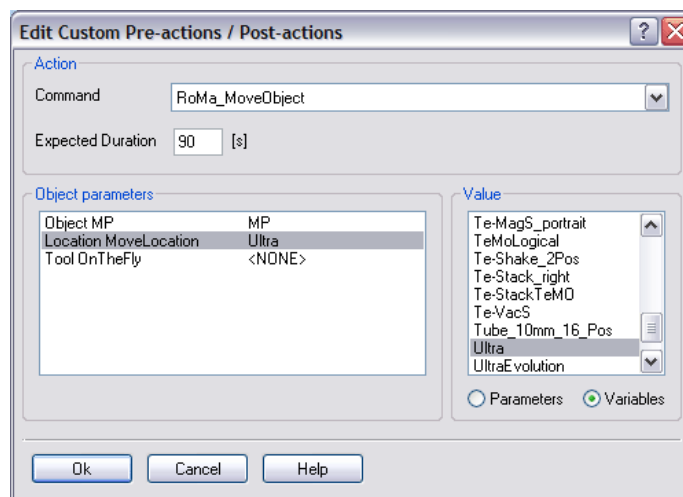 Edit Custom Pre-actions / Post-actions
Action
Command RoMa_MoveObject
Expected Duration 90 [s]
Object parameters
Object MP MP
Location MoveLocation Ultra
Tool OnTheFly <NONE>
Value
Te-MagS_portrait
TeMoLogical
Te-Shake_2Pos
Te-Stack_right
Te-StackTeMO
Te-VacS
Tube_10mm_16_Pos
Ultra
UltraEvolution
Parameters Variables
Ok Cancel Help